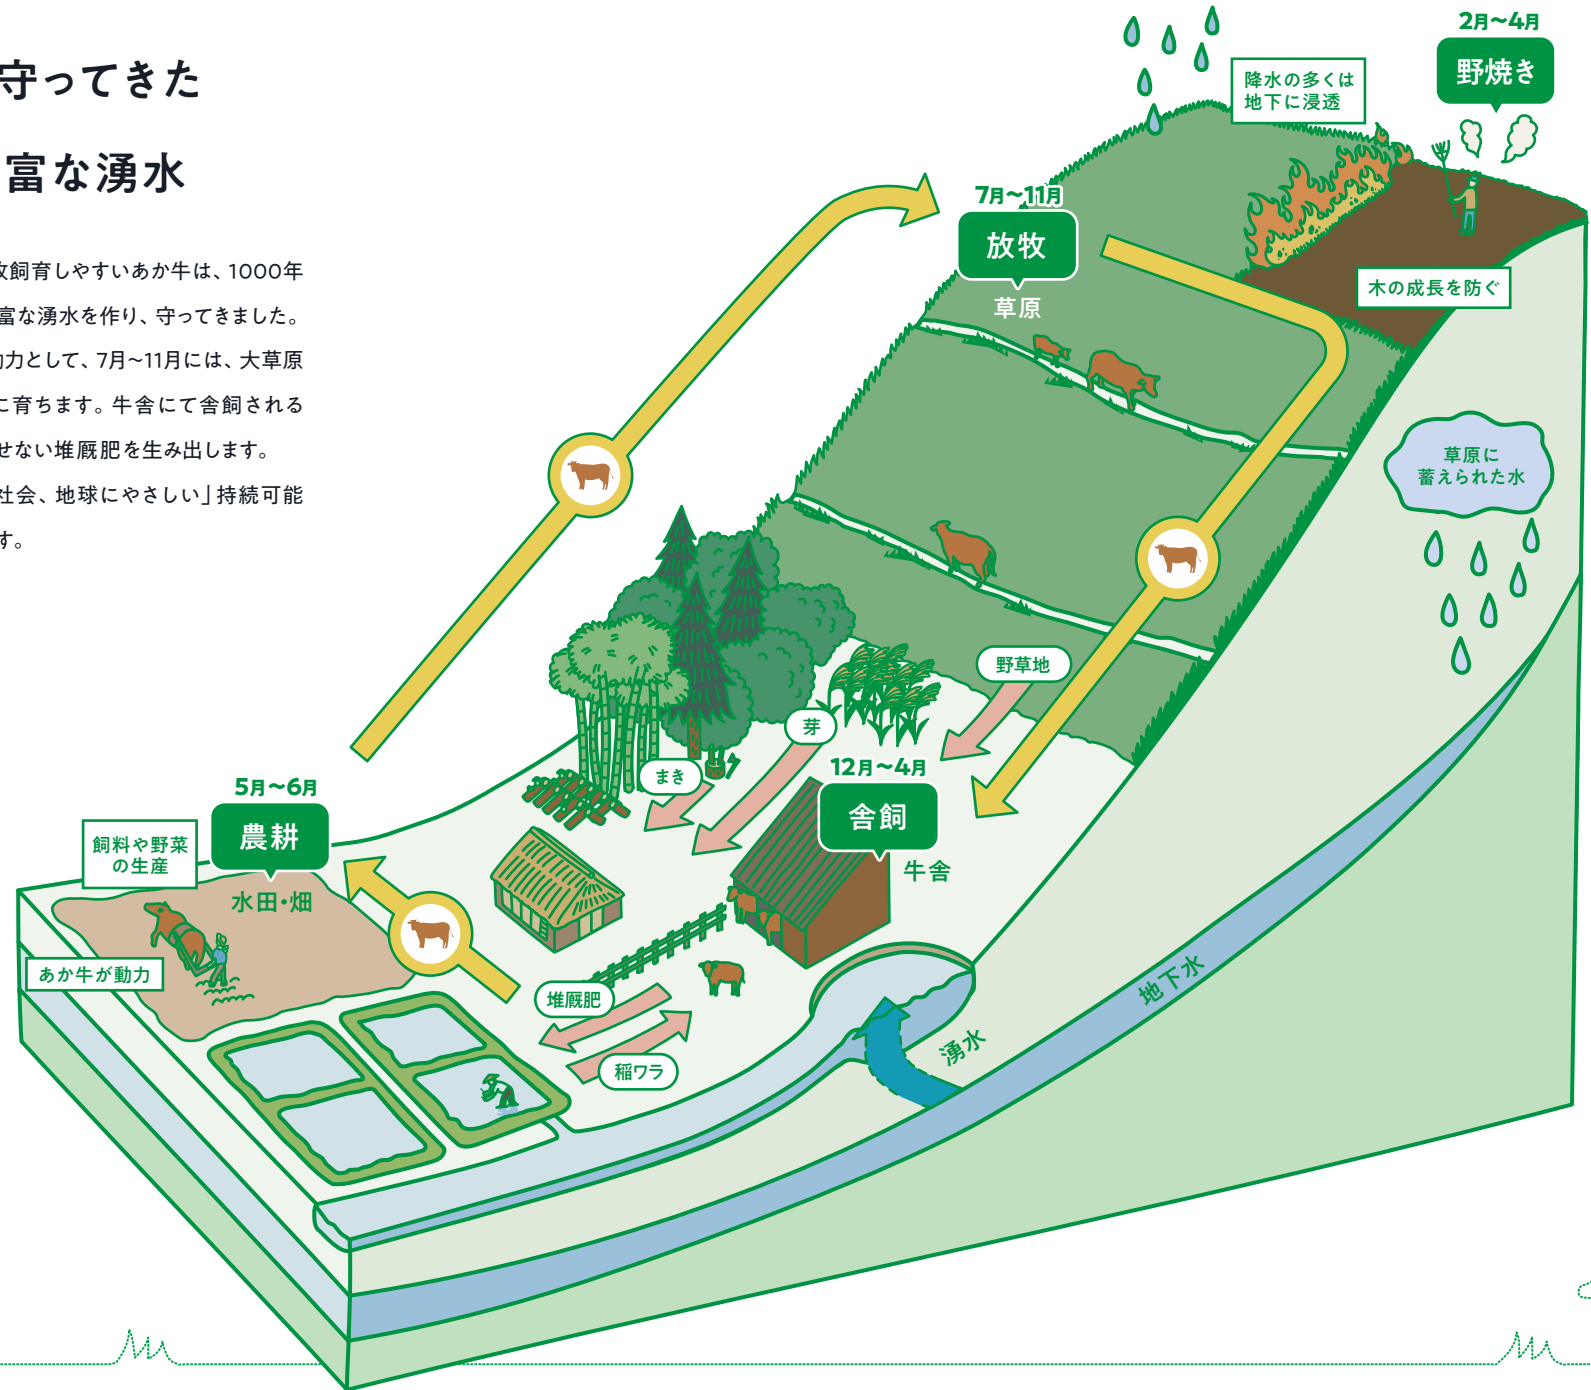 守ってきた
富な湧水
牧飼育しやすいあか牛は、1000年
富な湧水を作り、守ってきました。
動力として、7月~11月には、大草原
に育ちます。牛舎にて舎飼される
せない堆厩肥を生み出します。
社会、地球にやさしい」持続可能
す。
2月〜4月
野焼き
降水の多くは
地下に浸透
7月〜11月
放牧
草原
木の成長を防ぐ
草原に
蓄えられた水
野草地
芽
まき
12月〜4月
舎飼
牛舎
5月〜6月
農耕
水田・畑
飼料や野菜
の生産
あか牛が動力
堆厩肥
稲ワラ
湧水
地下水